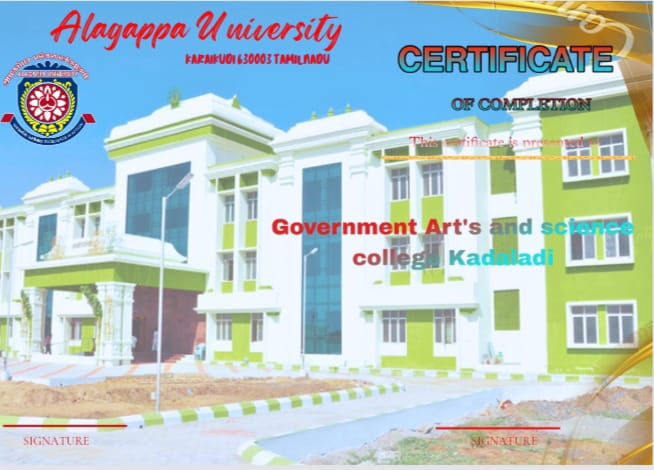 Alagappa University
KARAIKUDI 630003 TAMILNADU
CERTIFICATE
OF COMPLETION
This certificate is presented
Government Art's and science
college Kadaladi
SIGNATURE
SIGNATURE